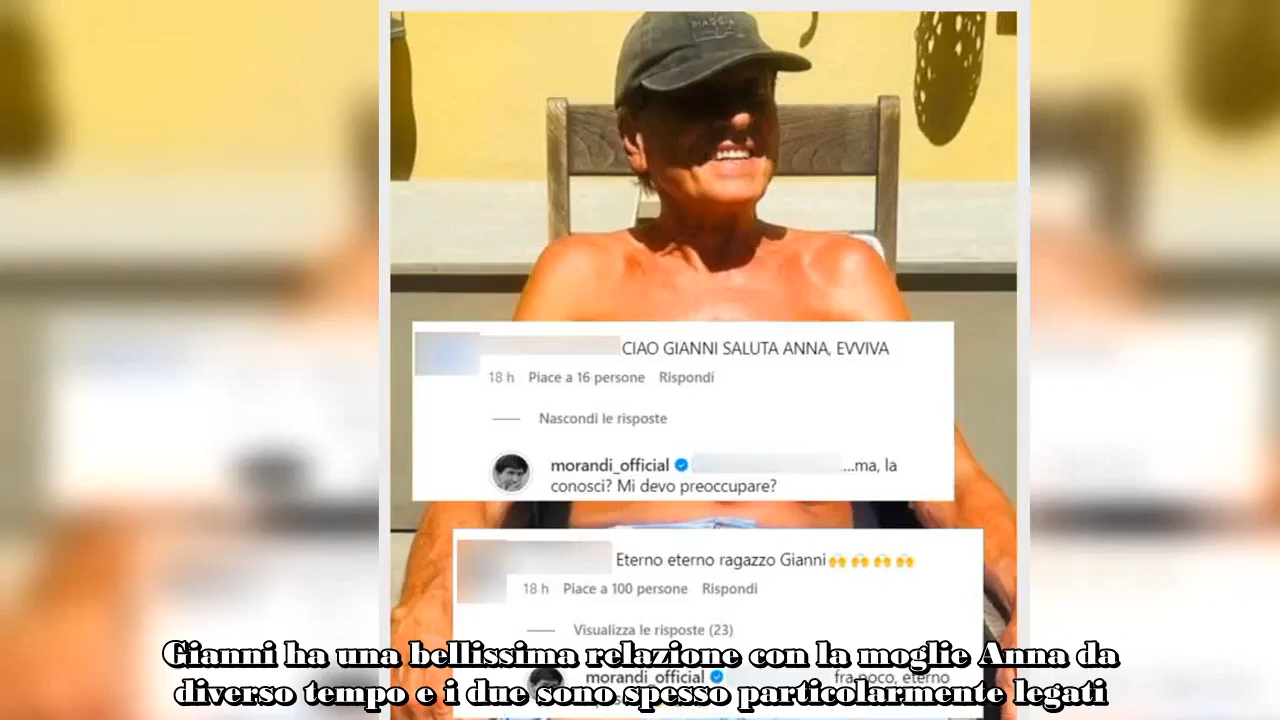 CIAO GIANNI SALUTA ANNA, EVVIVA
18 h Piace a 16 persone Rispondi
Nascondi le risposte
morandi_official ...ma, la
conosci? Mi devo preoccupare?
Eterno eterno ragazzo Gianni🙌🙌🙌🙌
18 h Piace a 100 persone Rispondi
Visualizza le risposte (23)
morandi_official fra poco, eterno
Gianni ha una bellissima relazione con la moglie Anna da
diverso tempo e i due sono spesso particolarmente legati